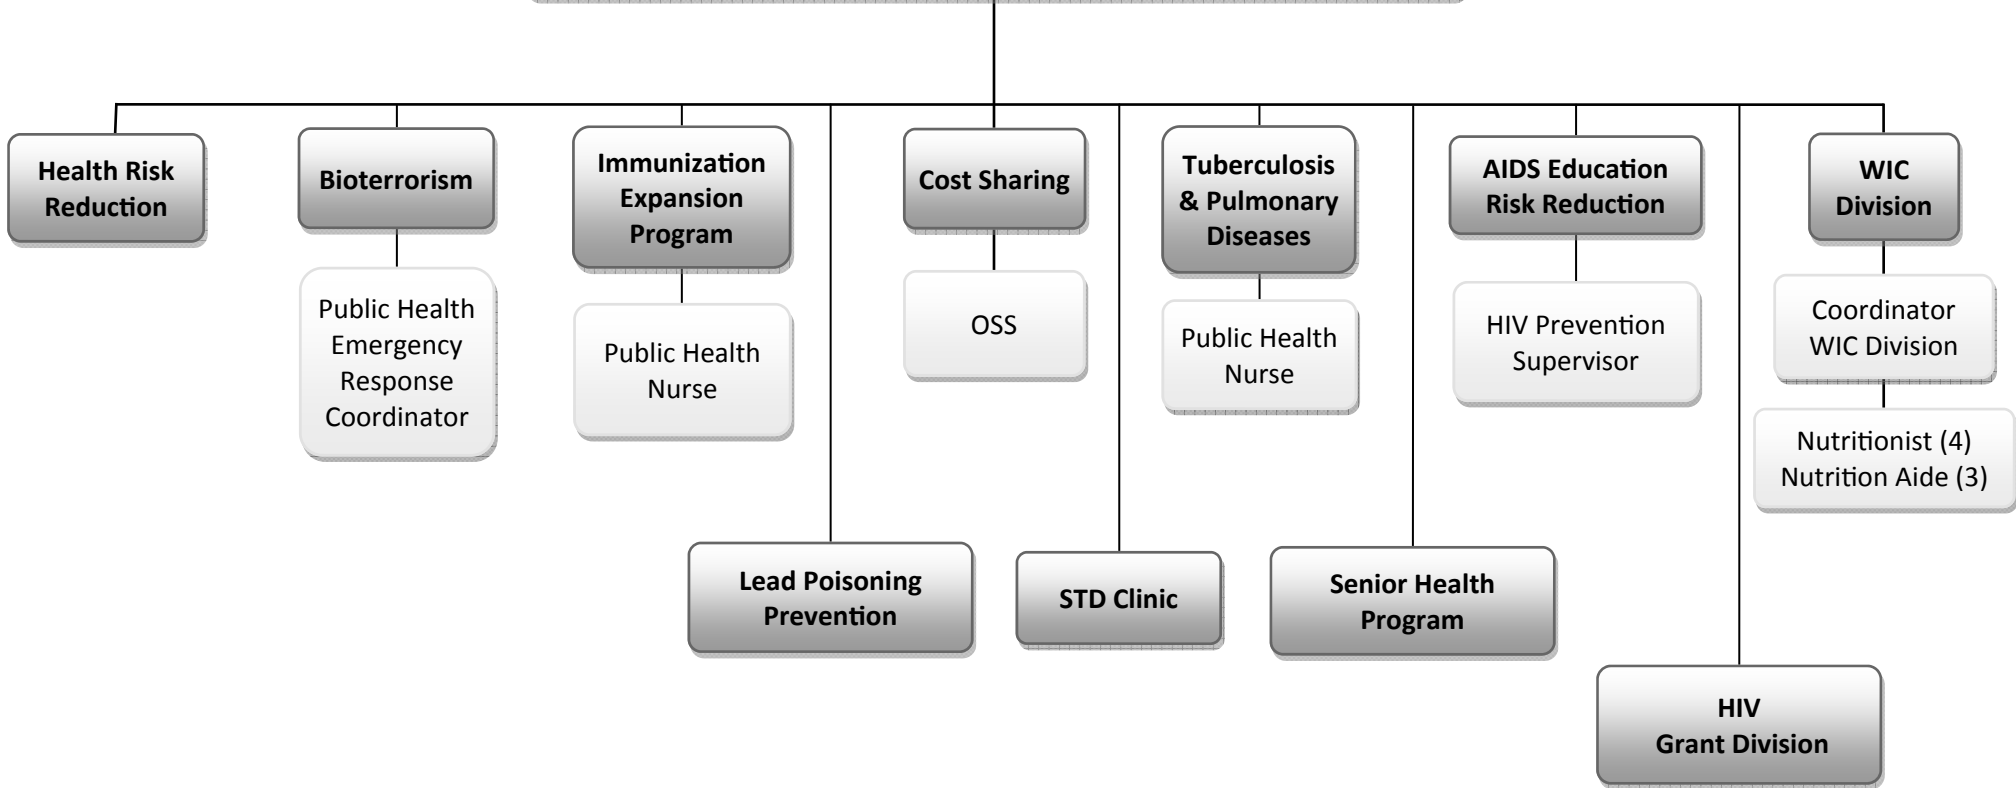 Health Risk
Reduction
Bioterrorism
Immunization
Expansion
Program
Cost Sharing
Tuberculosis
& Pulmonary
Diseases
AIDS Education
Risk Reduction
WIC
Division
Public Health
Emergency
Response
Coordinator
Public Health
Nurse
OSS
Public Health
Nurse
HIV Prevention
Supervisor
Coordinator
WIC Division
Nutritionist (4)
Nutrition Aide (3)
Lead Poisoning
Prevention
STD Clinic
Senior Health
Program
HIV
Grant Division